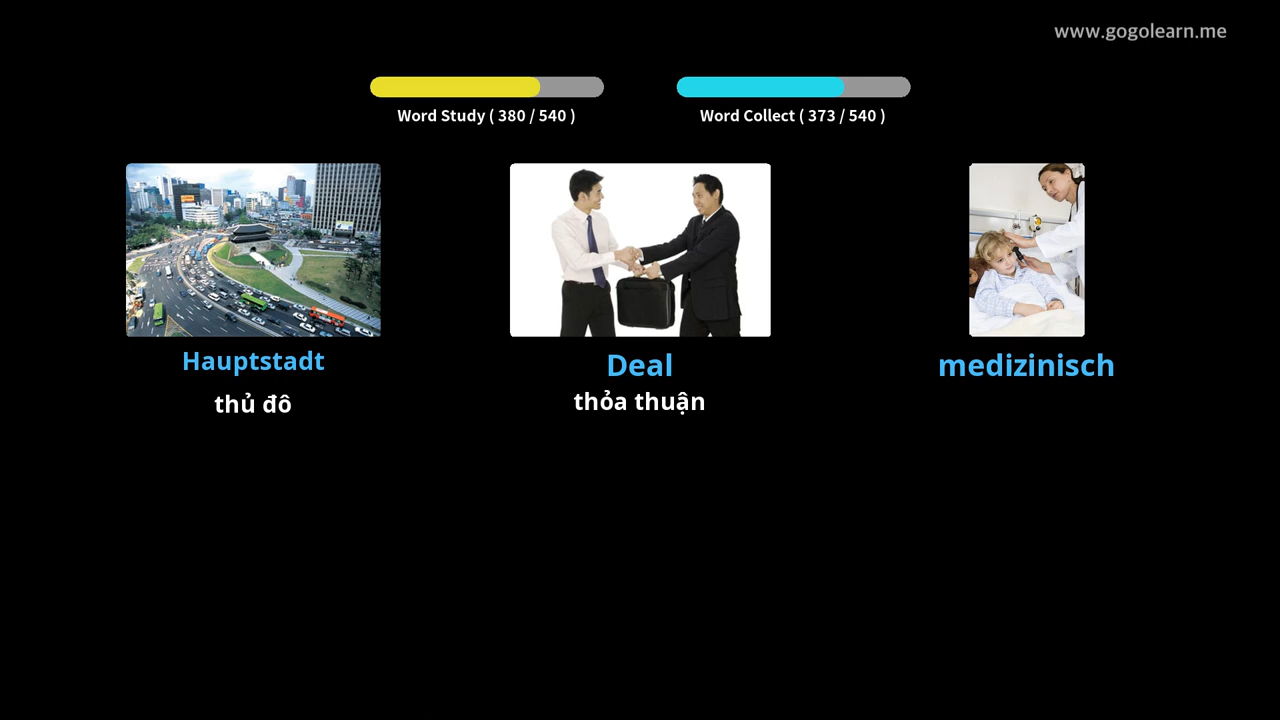 www.gogolearn.me
Word Study ( 380 / 540 )
Word Collect ( 373 / 540 )
Hauptstadt
thủ đô
Deal
thỏa thuận
medizinisch